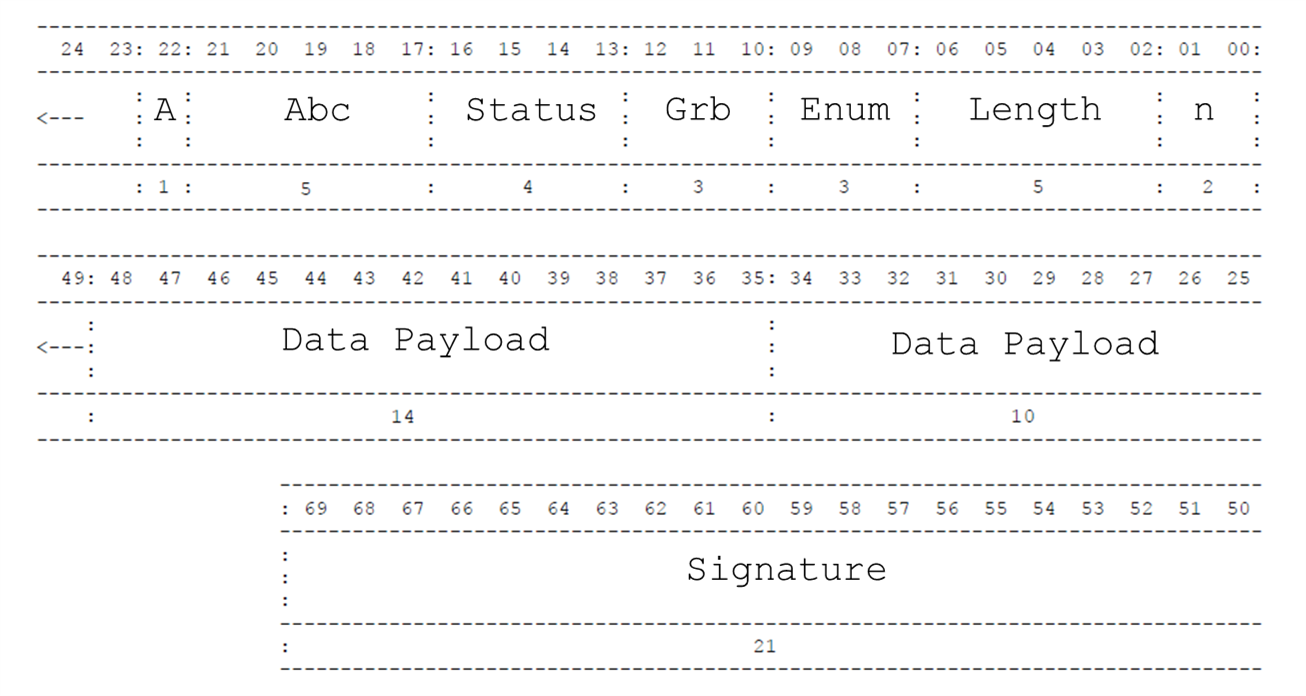 24 23: 22: 21 20 19 18 17: 16 15 14 13: 12 11 10: 09 08 07: 06 05 04 03 02: 01 00:
<--- : A : Abc : Status : Grb : Enum : Length : n :
: 1 : 5 : 4 : 3 : 3 : 5 : 2 :
49: 48 47 46 45 44 43 42 41 40 39 38 37 36 35: 34 33 32 31 30 29 28 27 26 25
<---: Data Payload : Data Payload
: 14 : 10
: 69 68 67 66 65 64 63 62 61 60 59 58 57 56 55 54 53 52 51 50
: Signature
: 21